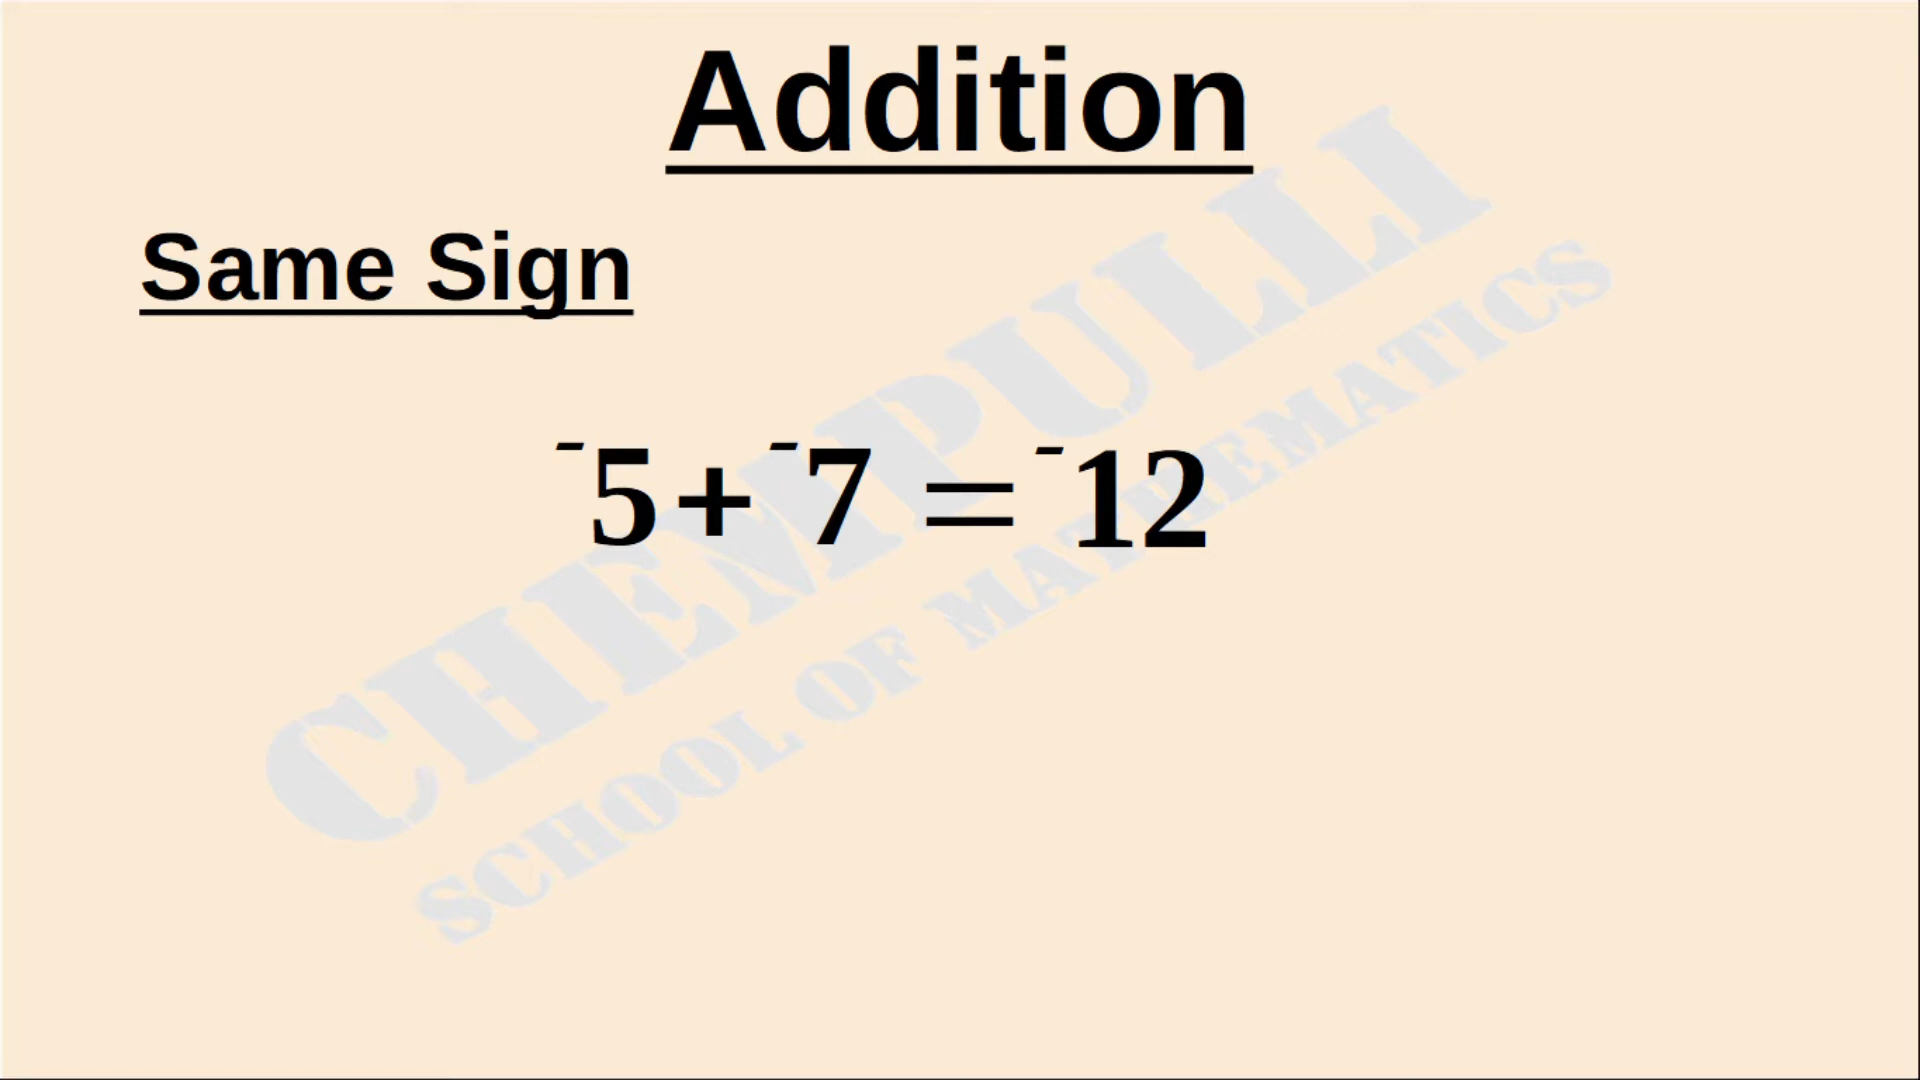 Addition
Same Sign
⁻5 + ⁻7 = ⁻12
CHEMPULLI
SCHOOL OF MATHEMATICS